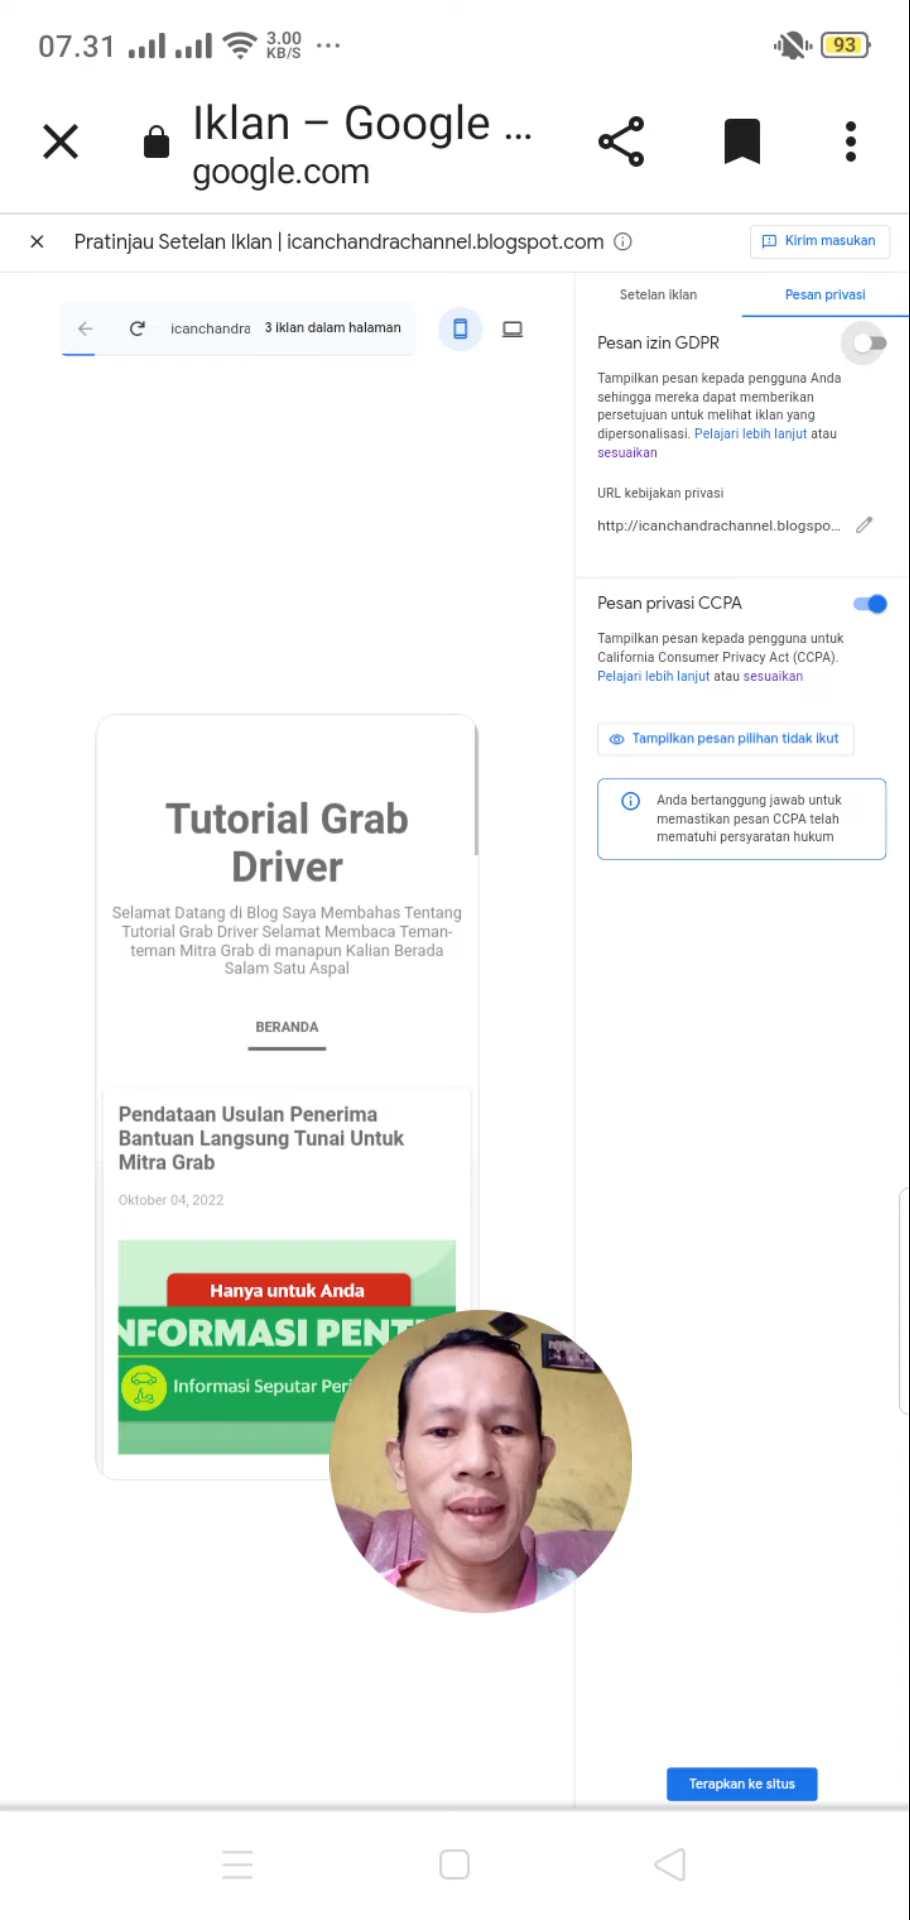 07.31
3.00
KB/S
93
Iklan – Google ...
google.com
Pratinjau Setelan Iklan | icanchandrachannel.blogspot.com
Kirim masukan
icanchandra
3 iklan dalam halaman
Setelan iklan
Pesan privasi
Pesan izin GDPR
Tampilkan pesan kepada pengguna Anda
sehingga mereka dapat memberikan
persetujuan untuk melihat iklan yang
dipersonalisasi. Pelajari lebih lanjut atau
sesuaikan
URL kebijakan privasi
http://icanchandrachannel.blogspo...
Pesan privasi CCPA
Tampilkan pesan kepada pengguna untuk
California Consumer Privacy Act (CCPA).
Pelajari lebih lanjut atau sesuaikan
Tampilkan pesan pilihan tidak ikut
Anda bertanggung jawab untuk
memastikan pesan CCPA telah
mematuhi persyaratan hukum
Tutorial Grab
Driver
Selamat Datang di Blog Saya Membahas Tentang
Tutorial Grab Driver Selamat Membaca Teman-
teman Mitra Grab di manapun Kalian Berada
Salam Satu Aspal
BERANDA
Pendataan Usulan Penerima
Bantuan Langsung Tunai Untuk
Mitra Grab
Oktober 04, 2022
Hanya untuk Anda
NFORMASI PENT
Informasi Seputar Peri
Terapkan ke situs